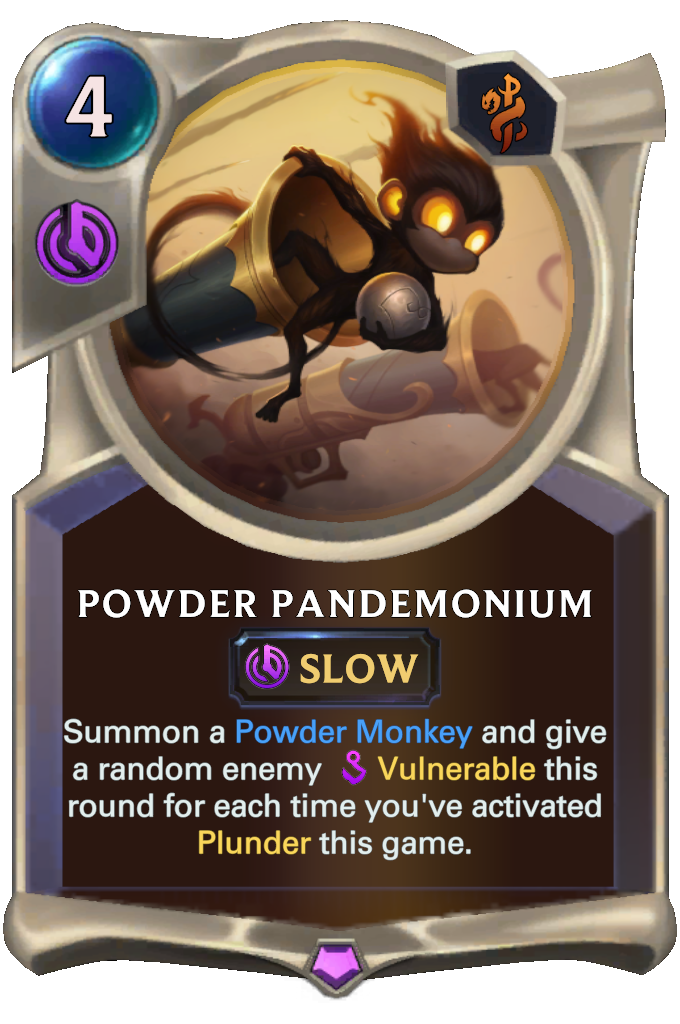 4
POWDER PANDEMONIUM
SLOW
Summon a Powder Monkey and give
a random enemy Vulnerable this
round for each time you've activated
Plunder this game.